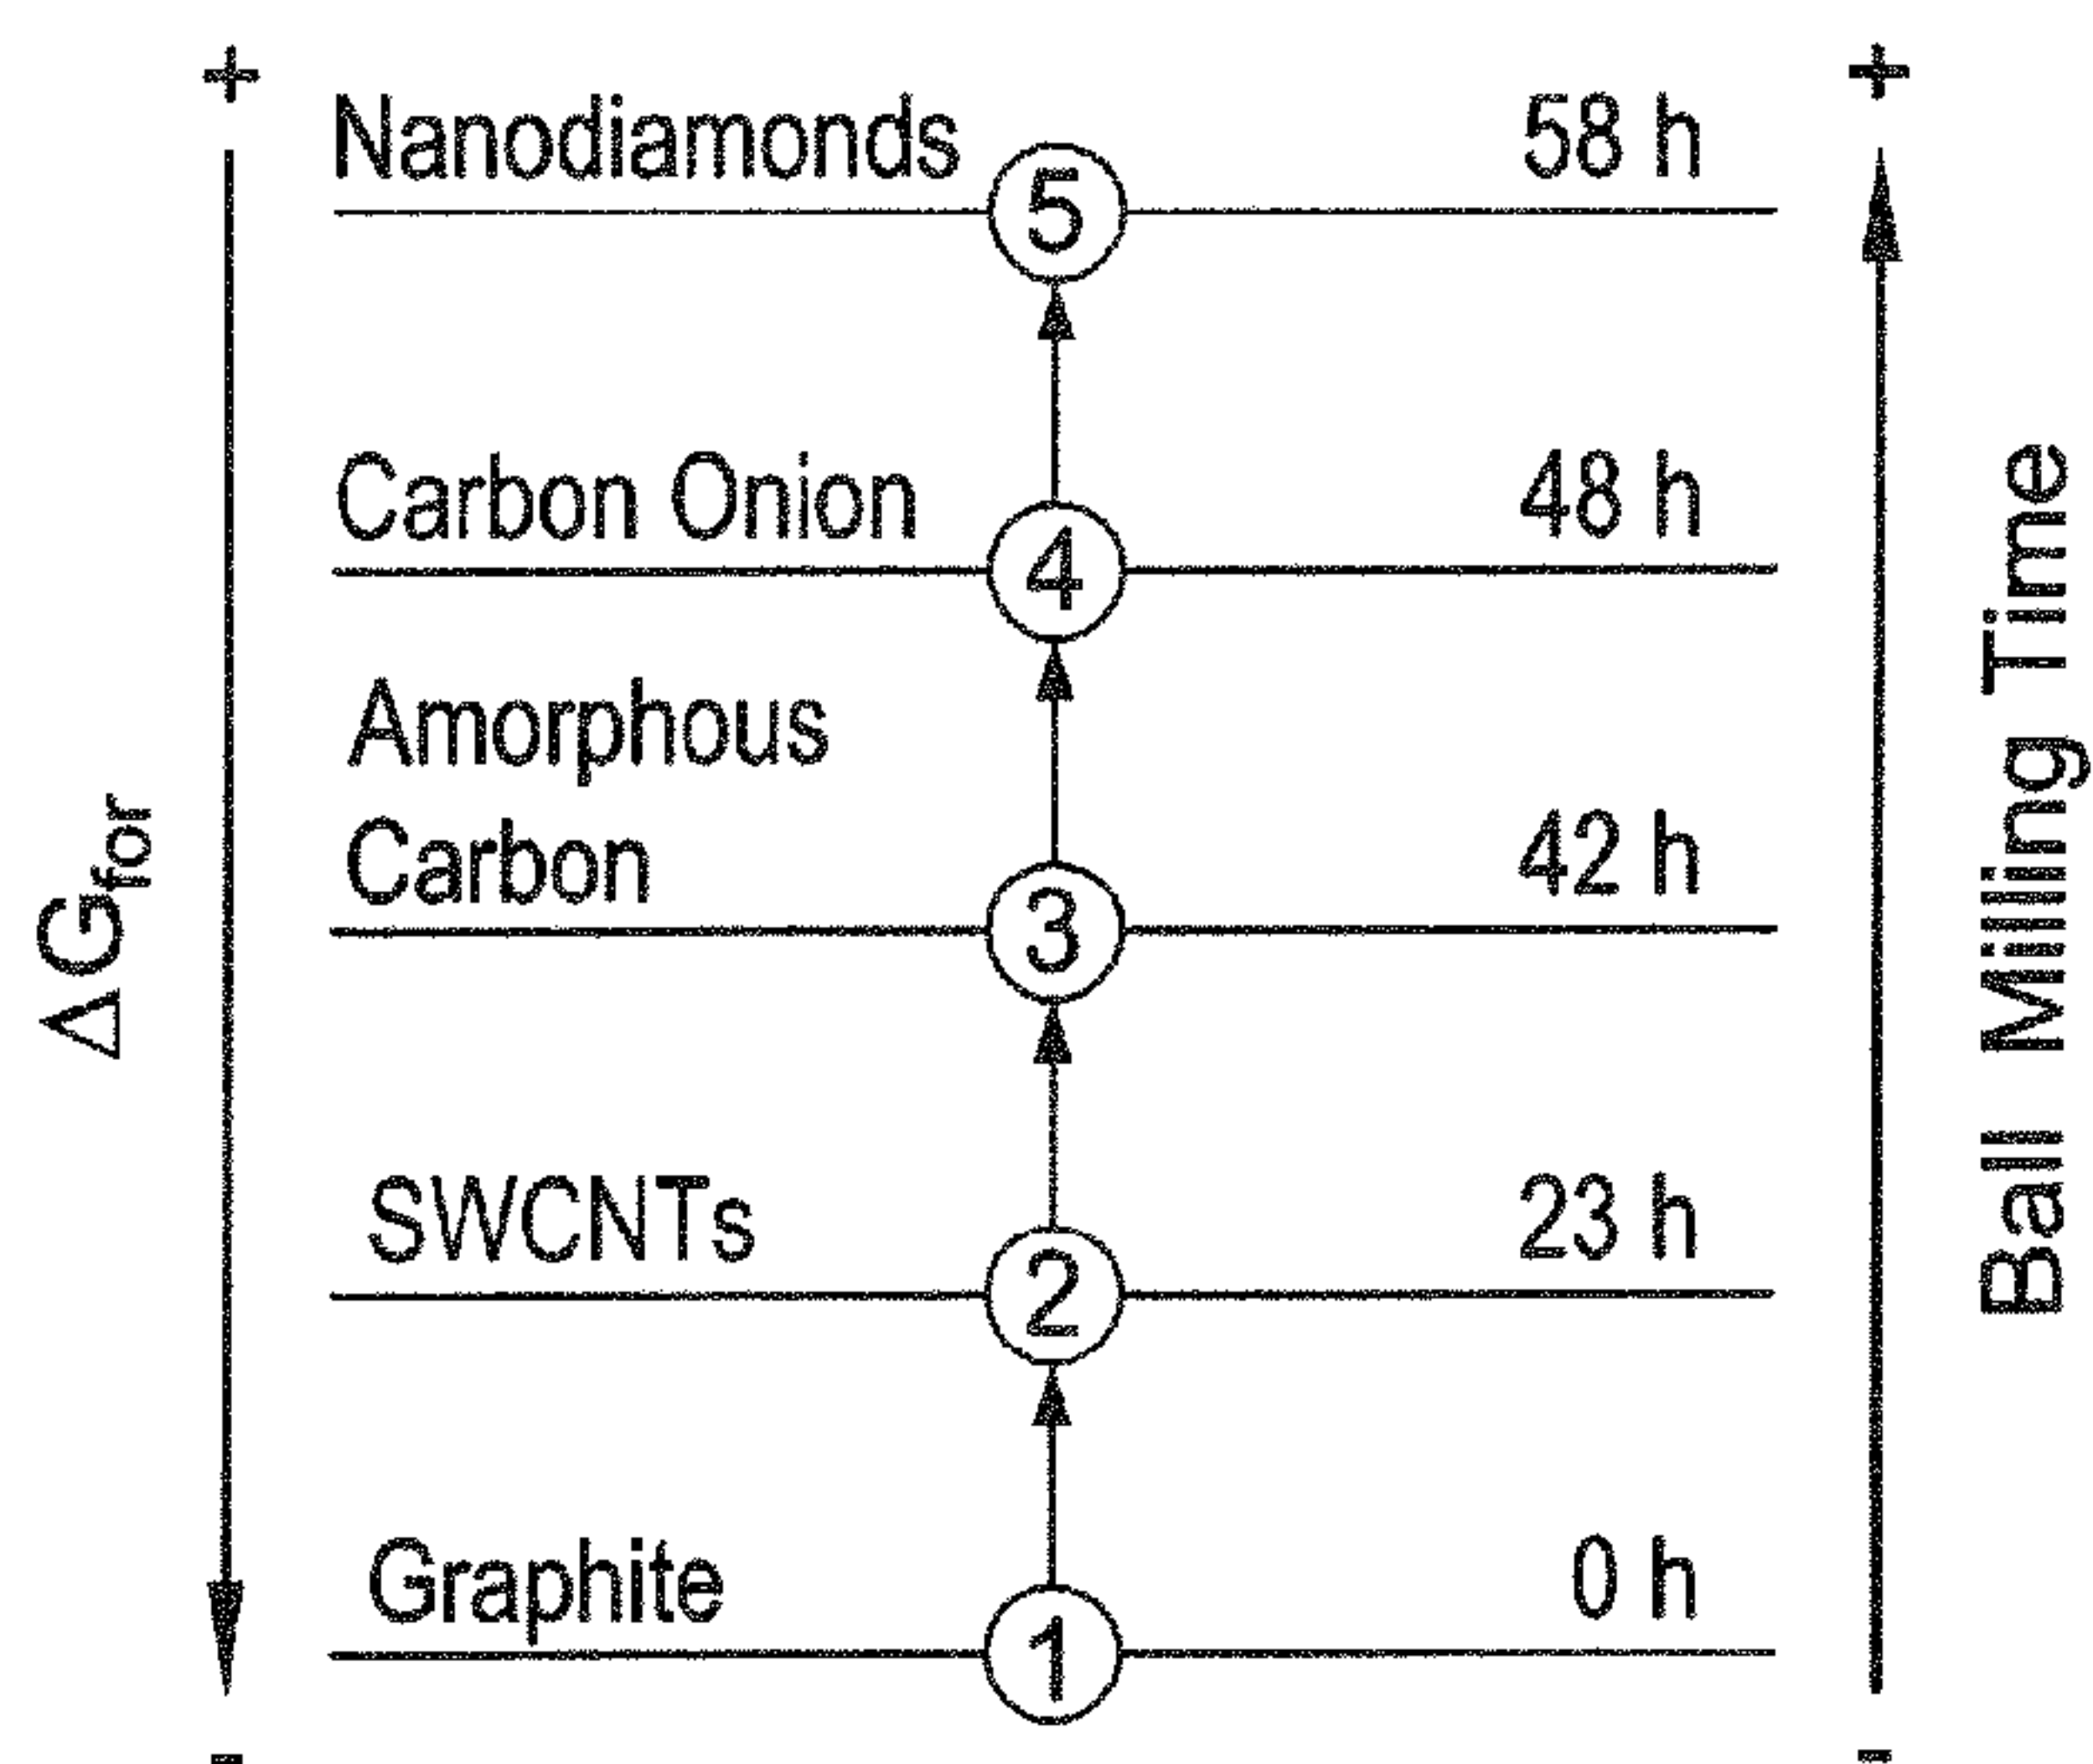 + +
Nanodiamonds 5 58 h
Carbon Onion 4 48 h
Amorphous
Carbon 3 42 h
SWCNTs 2 23 h
Graphite 1 0 h
- -
ΔGfor
Ball Milling Time